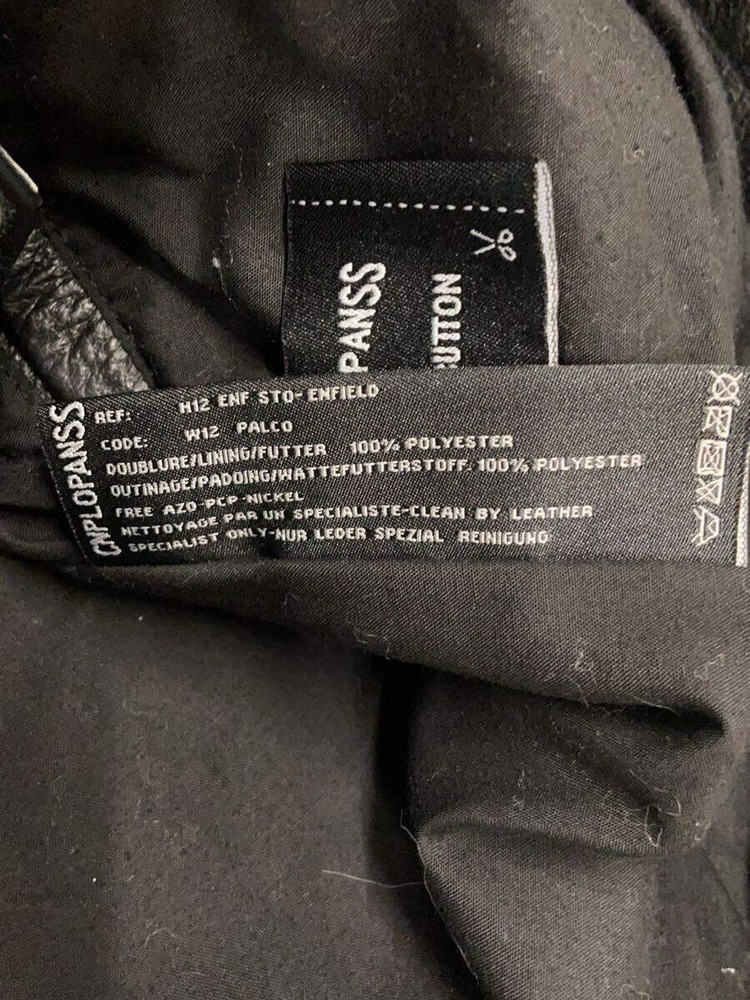 PANSS
UTTON
CNPLOPANSS
REF: H12 ENF STO-ENFIELD
CODE: W12 PALCO
DOUBLURE/LINING/FUTTER 100% POLYESTER
OUTINAGE/PADDING/WATTEFUTTERSTOFF. 100% POLYESTER
FREE AZO-PCP-NICKEL
NETTOYAGE PAR UN SPECIALISTE-CLEAN BY LEATHER
SPECIALIST ONLY-NUR LEDER SPEZIAL REINIGUNG